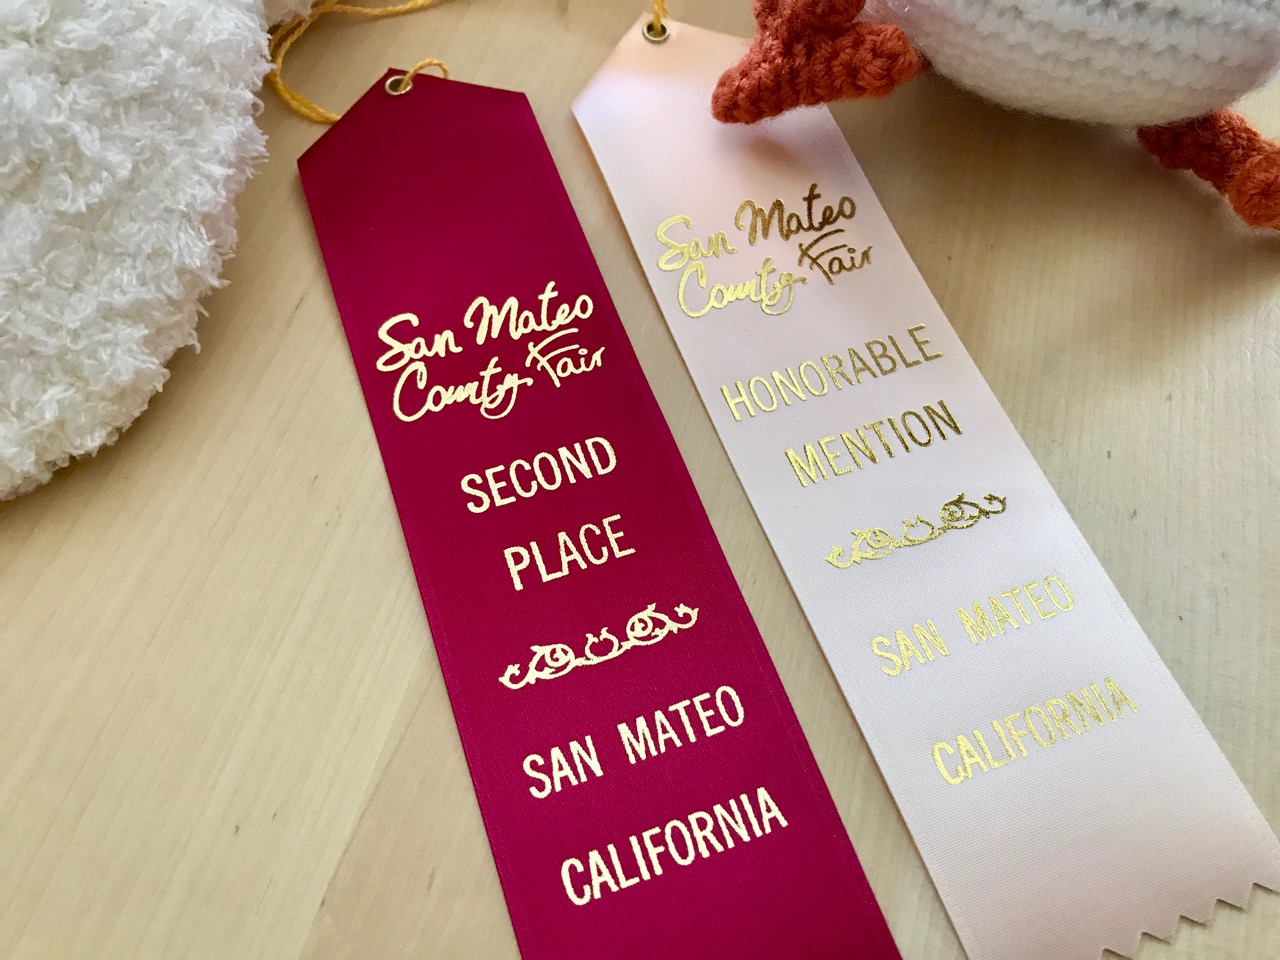 San Mateo
County Fair
SECOND
PLACE
SAN MATEO
CALIFORNIA
San Mateo
County Fair
HONORABLE
MENTION
SAN MATEO
CALIFORNIA